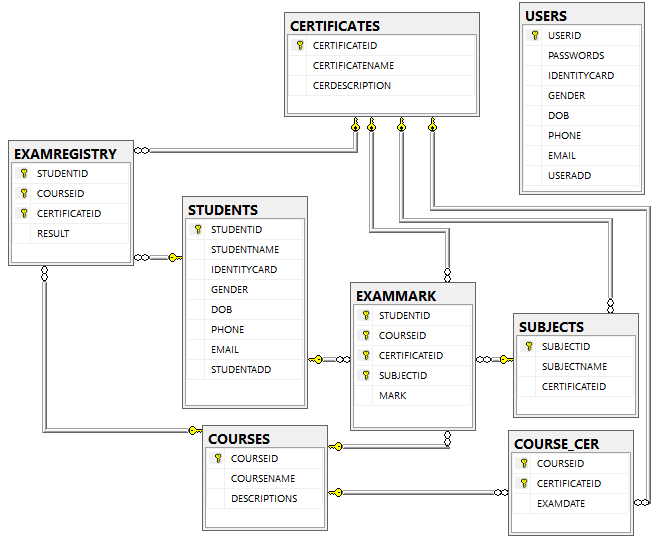 CERTIFICATES
CERTIFICATEID
CERTIFICATENAME
CERDESCRIPTION
USERS
USERID
PASSWORDS
IDENTITYCARD
GENDER
DOB
PHONE
EMAIL
USERADD
EXAMREGISTRY
STUDENTID
COURSEID
CERTIFICATEID
RESULT
STUDENTS
STUDENTID
STUDENTNAME
IDENTITYCARD
GENDER
DOB
PHONE
EMAIL
STUDENTADD
EXAMMARK
STUDENTID
COURSEID
CERTIFICATEID
SUBJECTID
MARK
SUBJECTS
SUBJECTID
SUBJECTNAME
CERTIFICATEID
COURSES
COURSEID
COURSENAME
DESCRIPTIONS
COURSE_CER
COURSEID
CERTIFICATEID
EXAMDATE